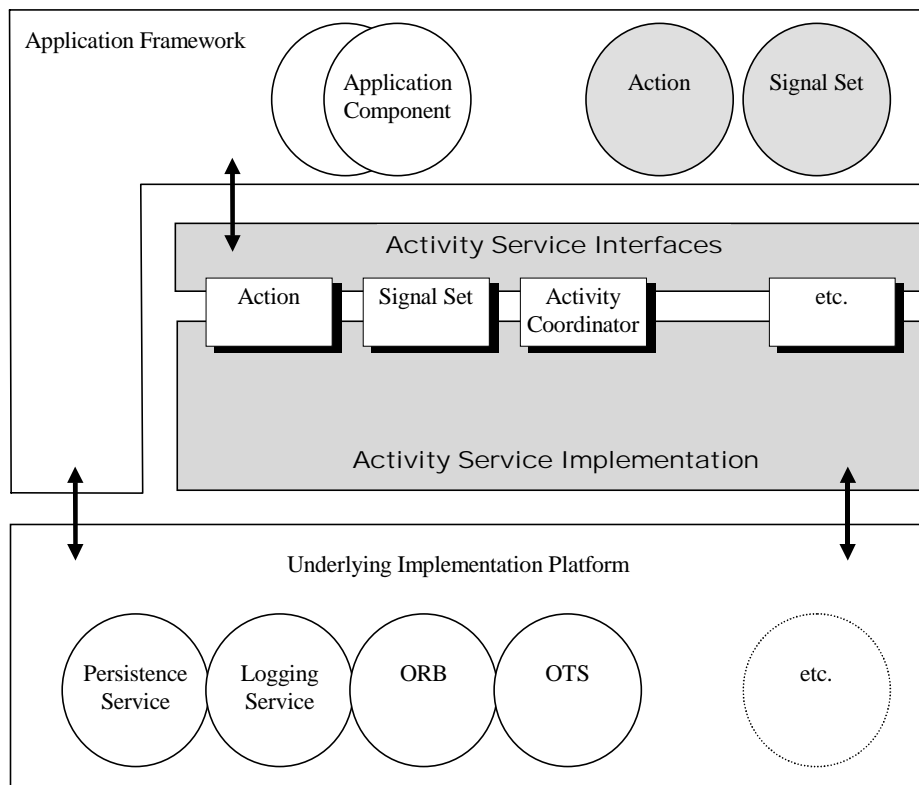 Application Framework
Application
Component
Action
Signal Set
Activity Service Interfaces
Action
Signal Set
Activity
Coordinator
etc.
Activity Service Implementation
Underlying Implementation Platform
Persistence
Service
Logging
Service
ORB
OTS
etc.